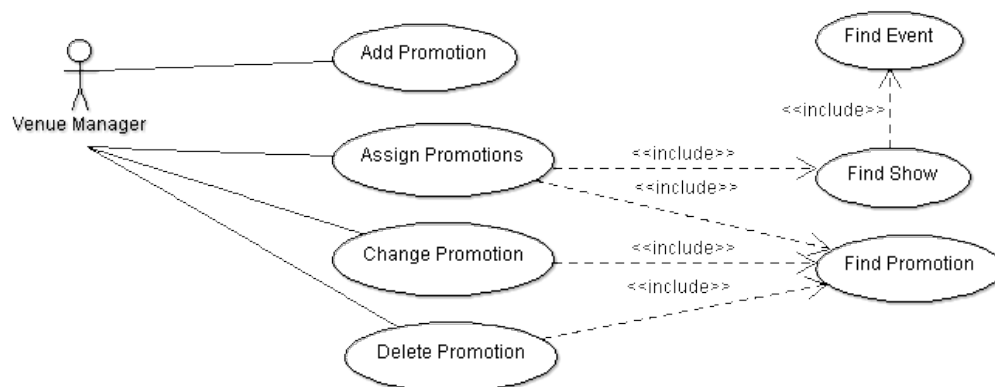 Find Event
Add Promotion
<<include>>
Venue Manager
Assign Promotions
<<include>>
Find Show
<<include>>
Change Promotion
<<include>>
Find Promotion
<<include>>
Delete Promotion